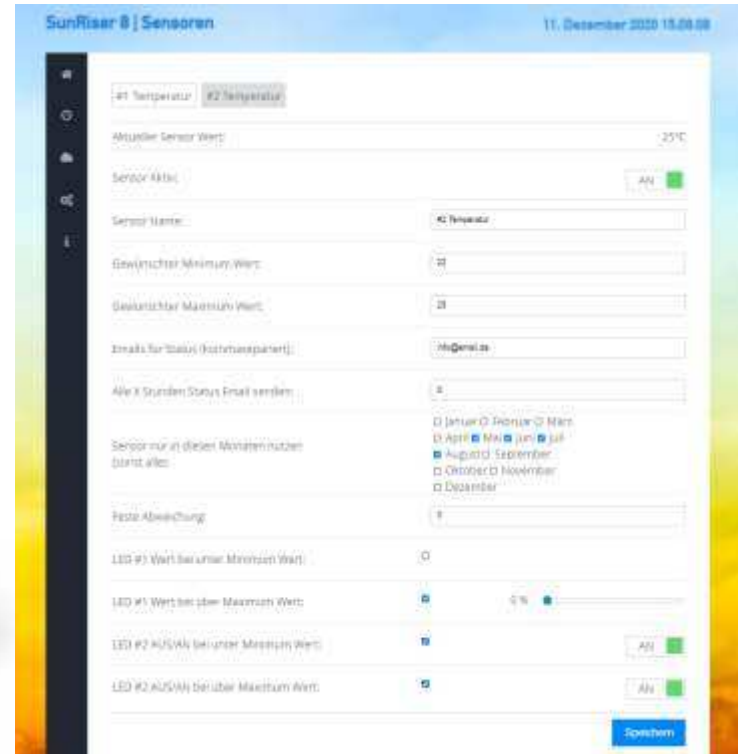 SunRiser 8 | Sensoren
11. Dezember 2020 15:08:08
#1 Temperatur #2 Temperatur
Aktueller Sensor Wert: 25°C
Sensor Aktiv: AN
Sensor Name: #2 Temperatur
Gewünschter Minimum Wert:
Gewünschter Maximum Wert:
Emails für Status (kommasepariert): info@email.de
Alle X Stunden Status Email senden:
Januar Februar März
April Mai Juni Juli
Sensor nur in diesen Monaten nutzen
August September
(sonst alle):
Oktober November
Dezember
Feste Abweichung:
LED #1 Wert bei unter Minimum Wert:
LED #1 Wert bei über Maximum Wert: 0 %
LED #2 AUS/AN bei unter Minimum Wert: AN
LED #2 AUS/AN bei über Maximum Wert: AN
Speichern